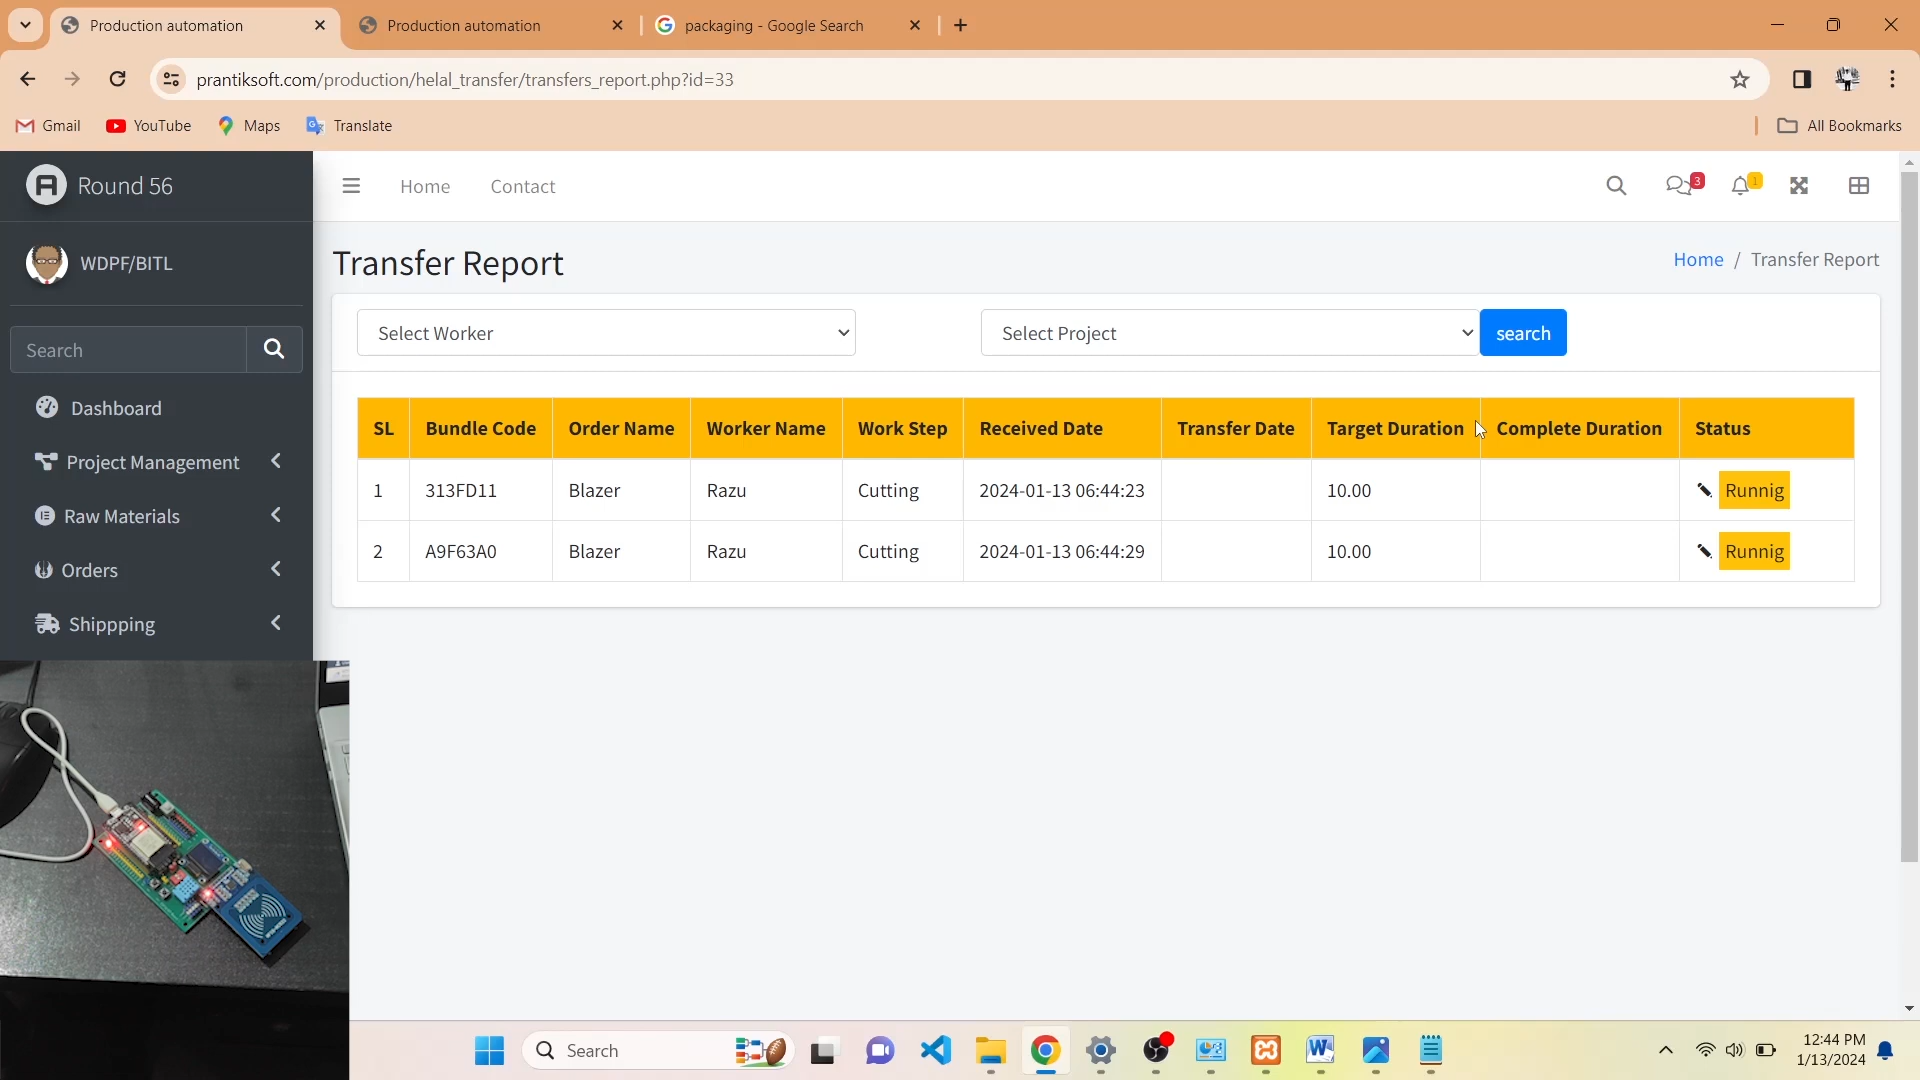 Production automation
Production automation
packaging - Google Search
prantiksoft.com/production/helal_transfer/transfers_report.php?id=33
Gmail
YouTube
Maps
Translate
All Bookmarks
Round 56
Home
Contact
3
1
WDPF/BITL
Transfer Report
Home / Transfer Report
Search
Select Worker
Select Project
search
Dashboard
Project Management
Raw Materials
Orders
Shippping
SL Bundle Code Order Name Worker Name Work Step Received Date Transfer Date Target Duration Complete Duration Status
1 313FD11 Blazer Razu Cutting 2024-01-13 06:44:23 10.00 Runnig
2 A9F63A0 Blazer Razu Cutting 2024-01-13 06:44:29 10.00 Runnig
Search
12:44 PM
1/13/2024